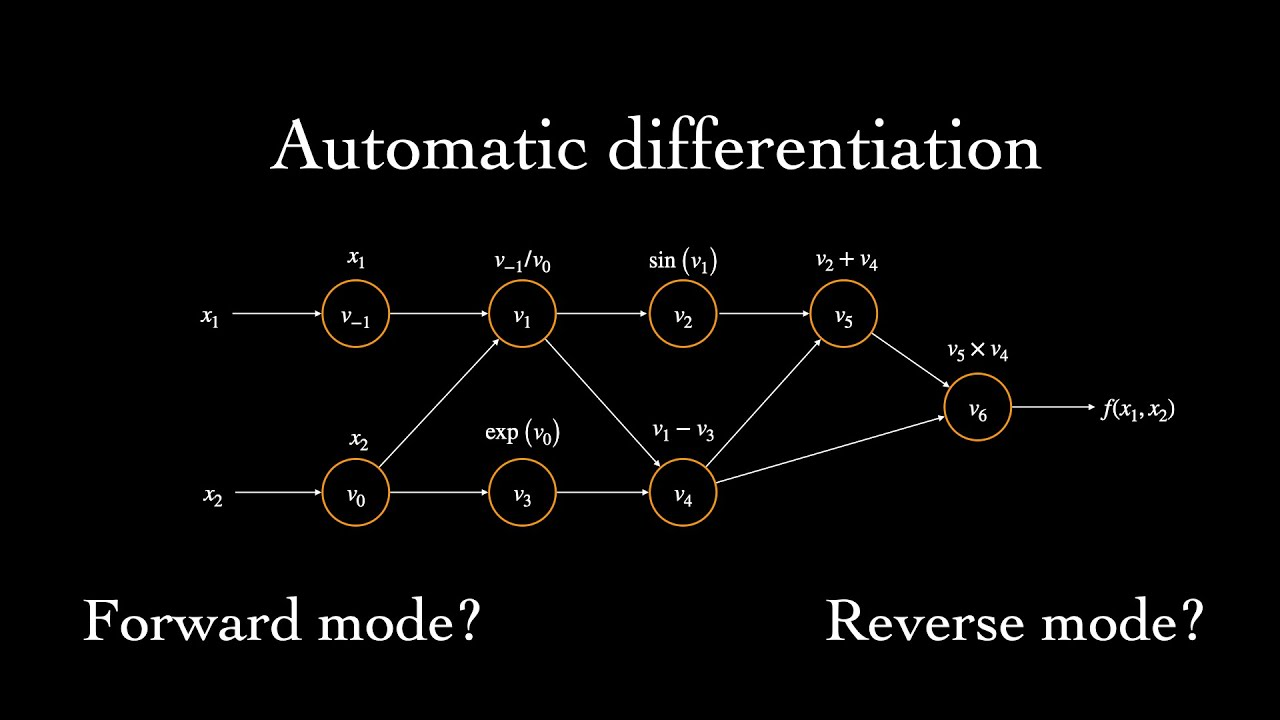 Automatic differentiation
x₁ v₋₁/v₀ sin (v₁) v₂ + v₄
x₁ v₋₁ v₁ v₂ v₅
v₅ × v₄
v₆ f(x₁, x₂)
x₂ exp (v₀) v₁ − v₃
x₂ v₀ v₃ v₄
Forward mode? Reverse mode?